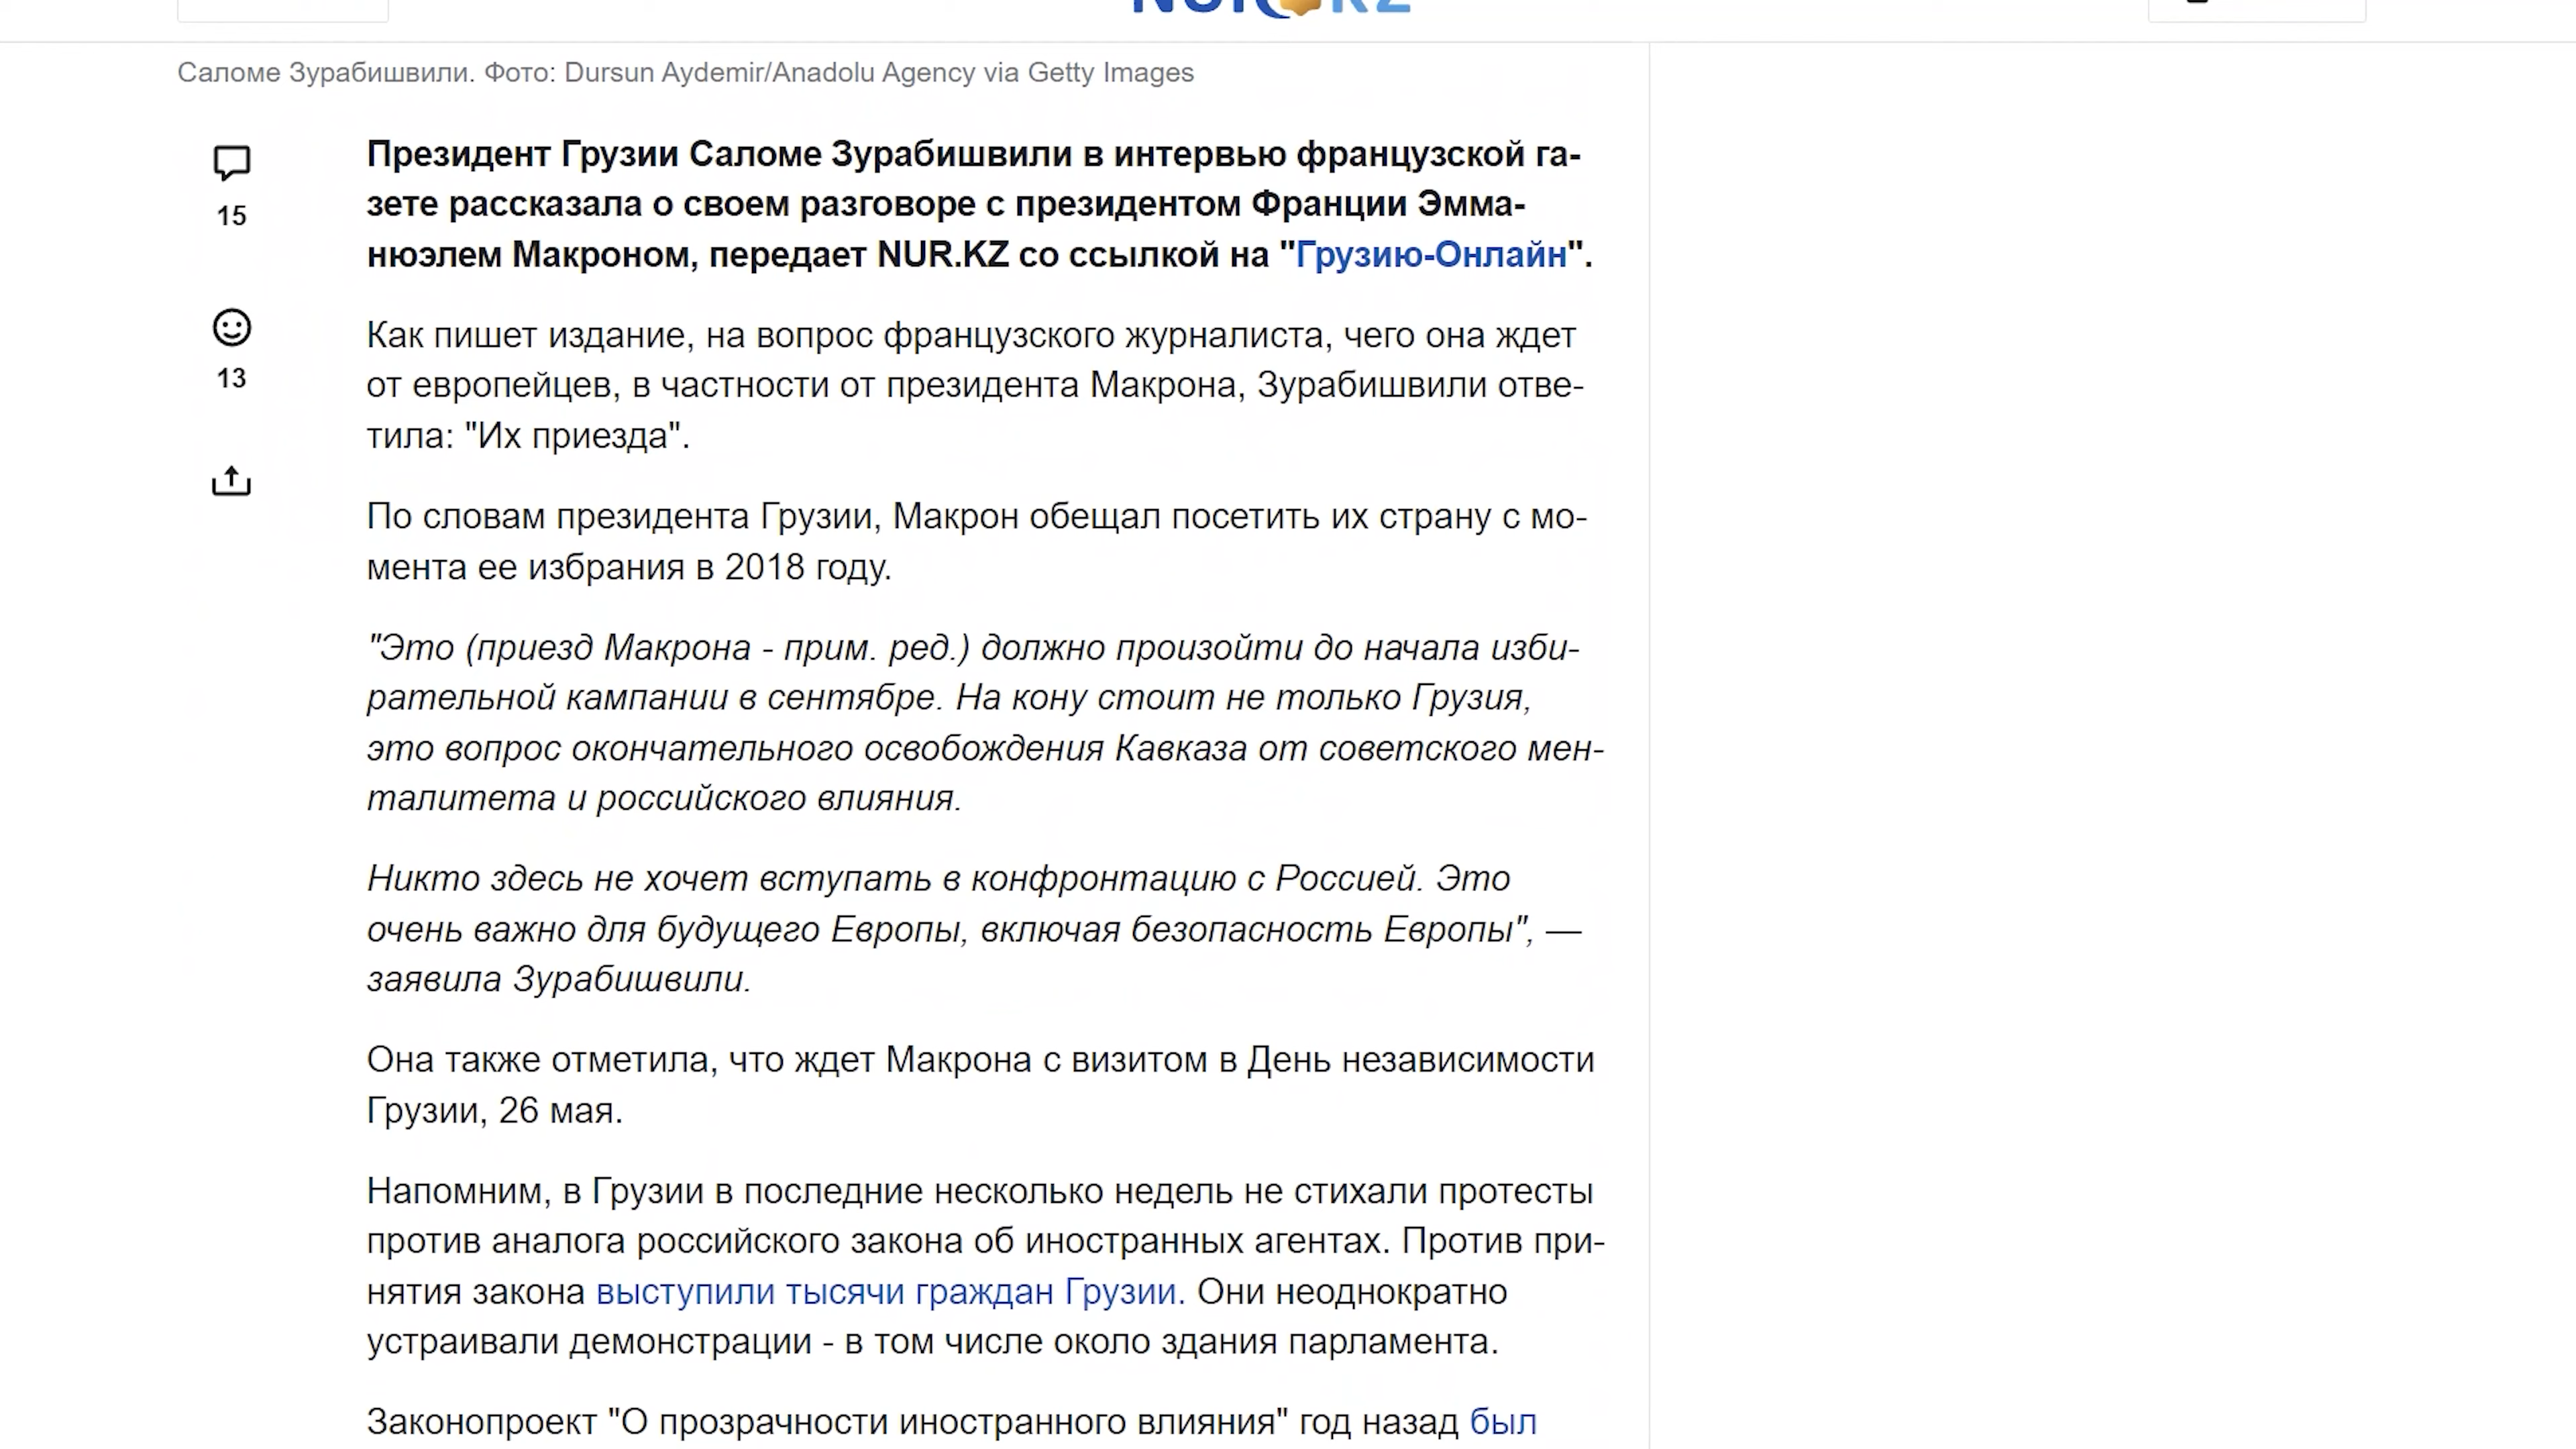 NUR KZ
Саломе Зурабишвили. Фото: Dursun Aydemir/Anadolu Agency via Getty Images
Президент Грузии Саломе Зурабишвили в интервью французской га-
зете рассказала о своем разговоре с президентом Франции Эмма-
нюэлем Макроном, передает NUR.KZ со ссылкой на "Грузию-Онлайн".
15
13
Как пишет издание, на вопрос французского журналиста, чего она ждет
от европейцев, в частности от президента Макрона, Зурабишвили отве-
тила: "Их приезда".
По словам президента Грузии, Макрон обещал посетить их страну с мо-
мента ее избрания в 2018 году.
"Это (приезд Макрона - прим. ред.) должно произойти до начала изби-
рательной кампании в сентябре. На кону стоит не только Грузия,
это вопрос окончательного освобождения Кавказа от советского мен-
талитета и российского влияния.
Никто здесь не хочет вступать в конфронтацию с Россией. Это
очень важно для будущего Европы, включая безопасность Европы", —
заявила Зурабишвили.
Она также отметила, что ждет Макрона с визитом в День независимости
Грузии, 26 мая.
Напомним, в Грузии в последние несколько недель не стихали протесты
против аналога российского закона об иностранных агентах. Против при-
нятия закона выступили тысячи граждан Грузии. Они неоднократно
устраивали демонстрации - в том числе около здания парламента.
Законопроект "О прозрачности иностранного влияния" год назад был